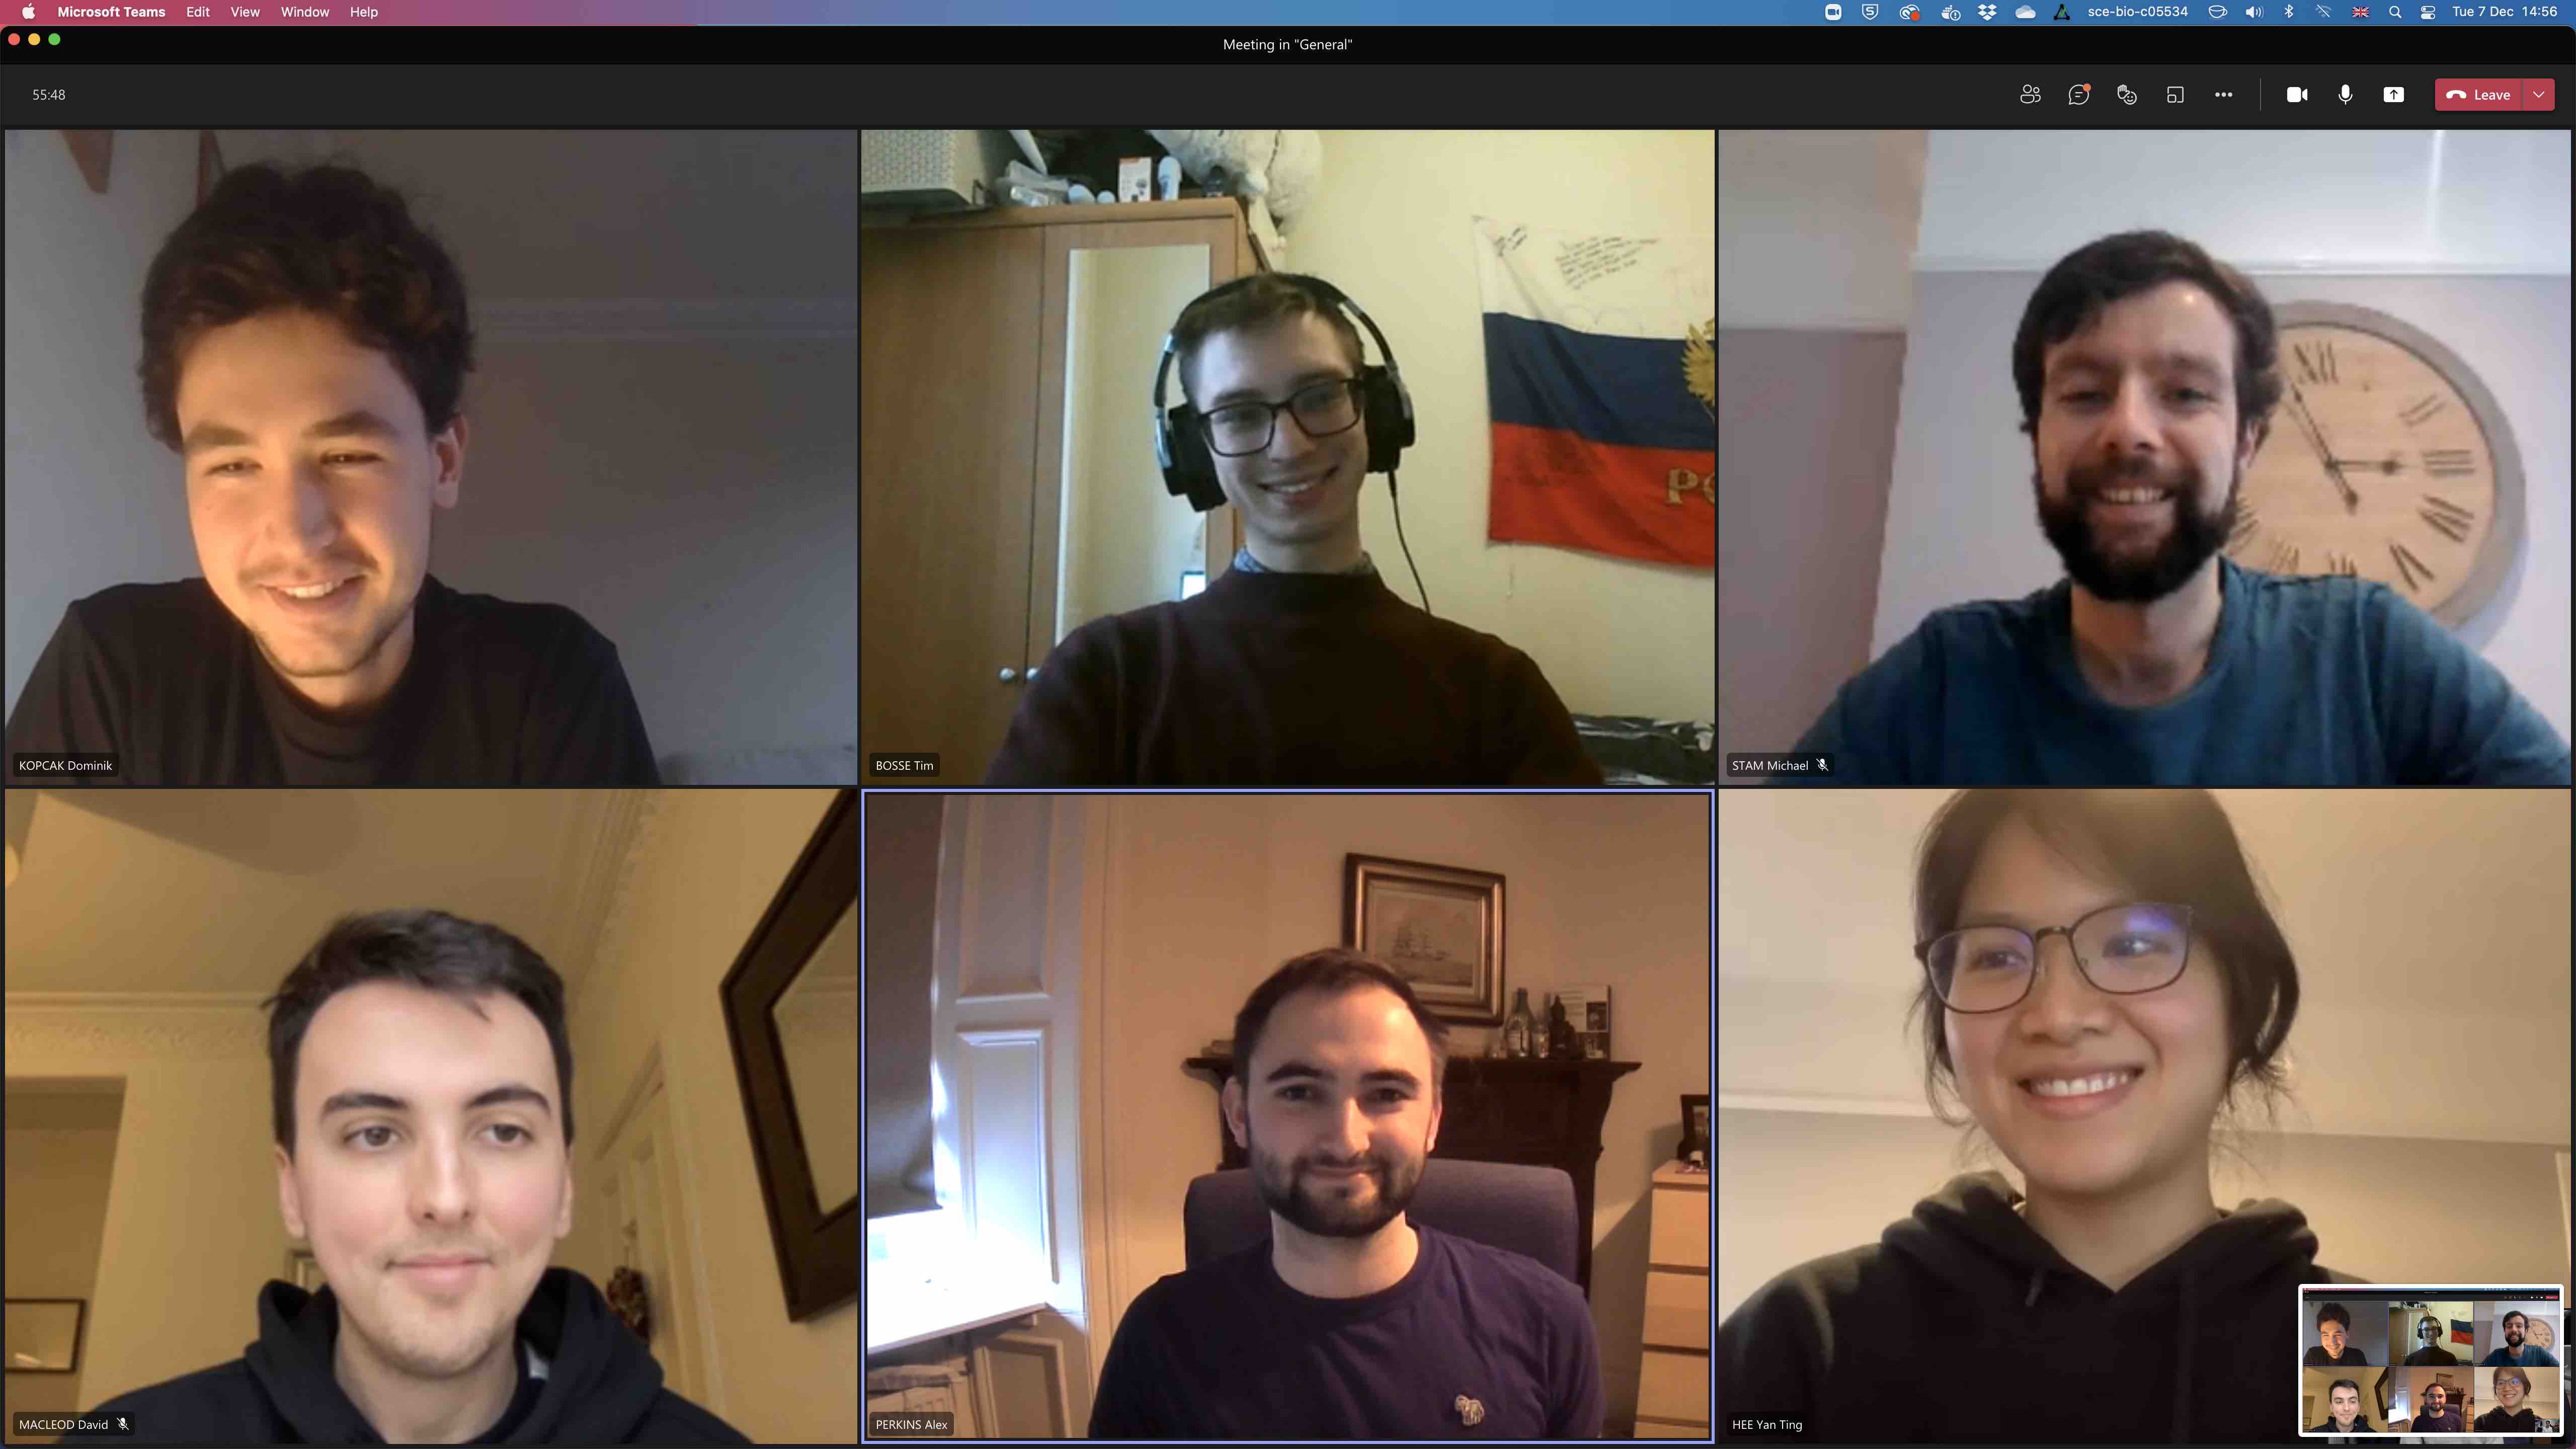 Microsoft Teams Edit View Window Help sce-bio-c05534 Tue 7 Dec 14:56
Meeting in "General"
55:48 Leave
KOPCAK Dominik
BOSSE Tim
STAM Michael
MACLEOD David
PERKINS Alex
HEE Yan Ting